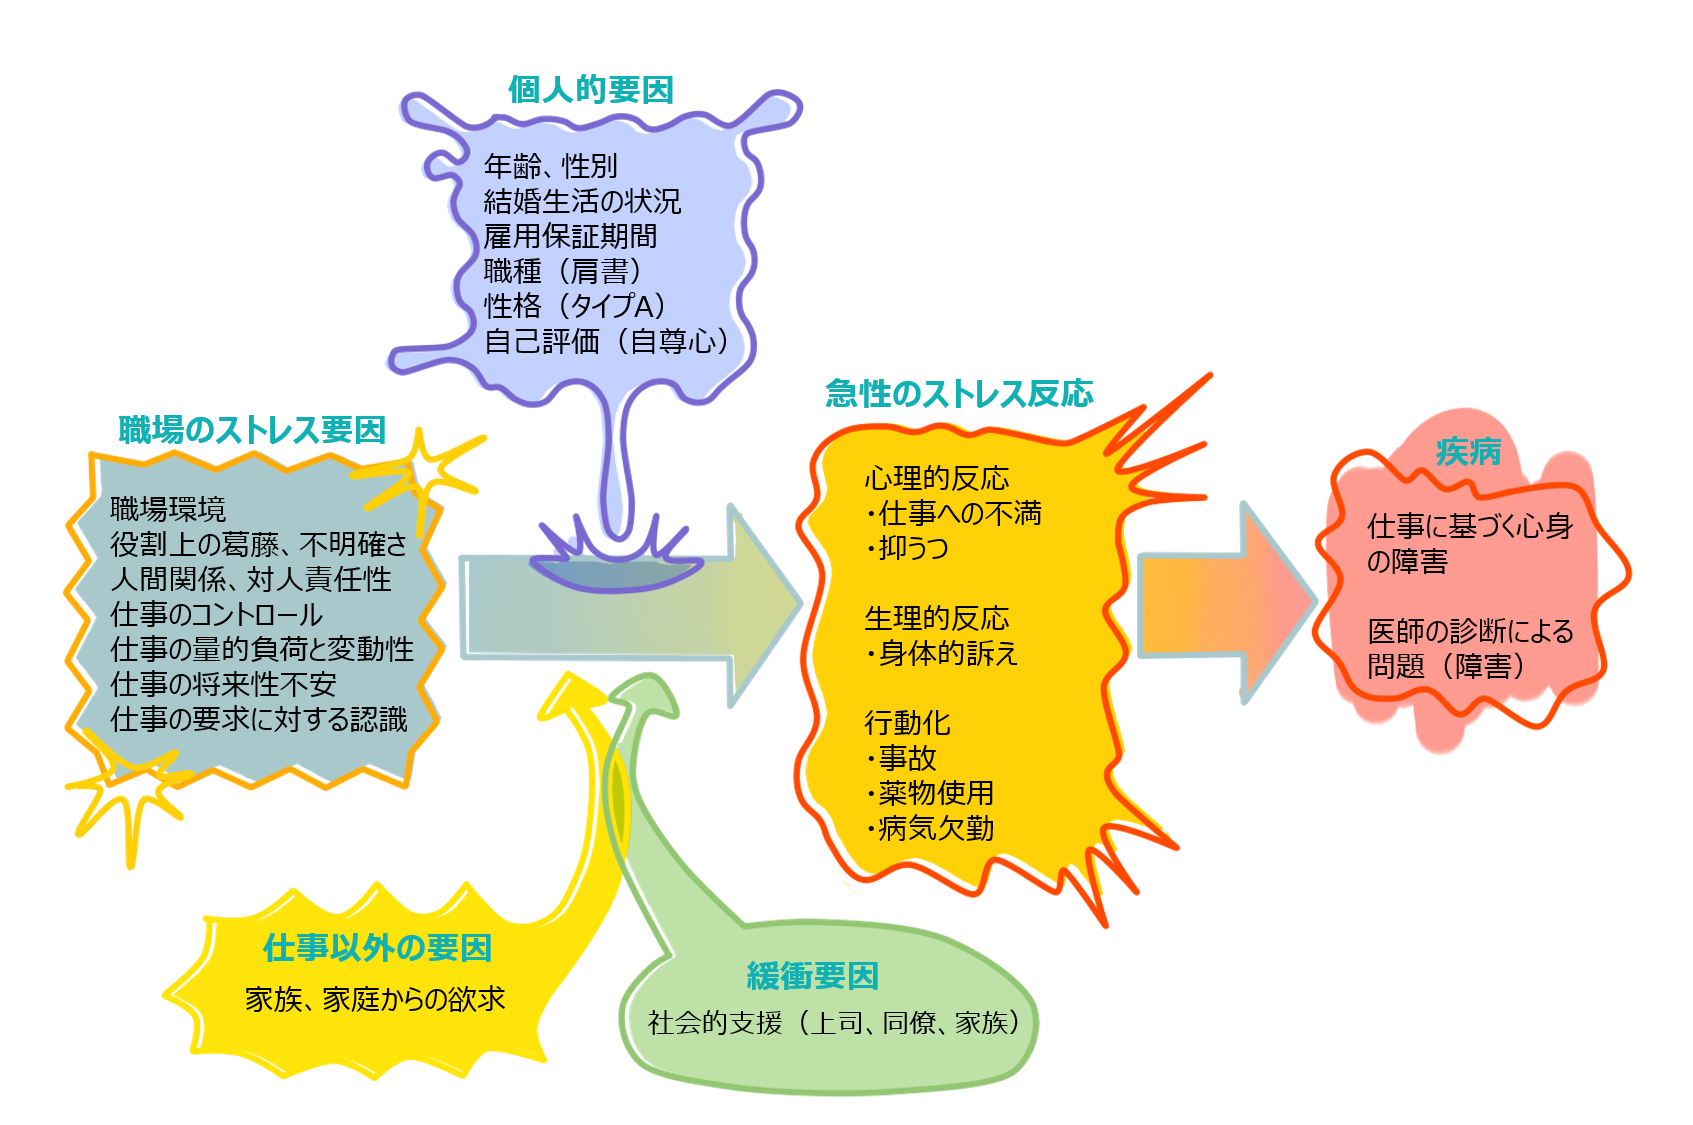 個人的要因
年齢、性別
結婚生活の状況
雇用保証期間
職種（肩書）
性格（タイプA）
自己評価（自尊心）
職場のストレス要因
職場環境
役割上の葛藤、不明確さ
人間関係、対人責任性
仕事のコントロール
仕事の量的負荷と変動性
仕事の将来性不安
仕事の要求に対する認識
急性のストレス反応
心理的反応
・仕事への不満
・抑うつ
生理的反応
・身体的訴え
行動化
・事故
・薬物使用
・病気欠勤
疾病
仕事に基づく心身
の障害
医師の診断による
問題（障害）
仕事以外の要因
家族、家庭からの欲求
緩衝要因
社会的支援（上司、同僚、家族）